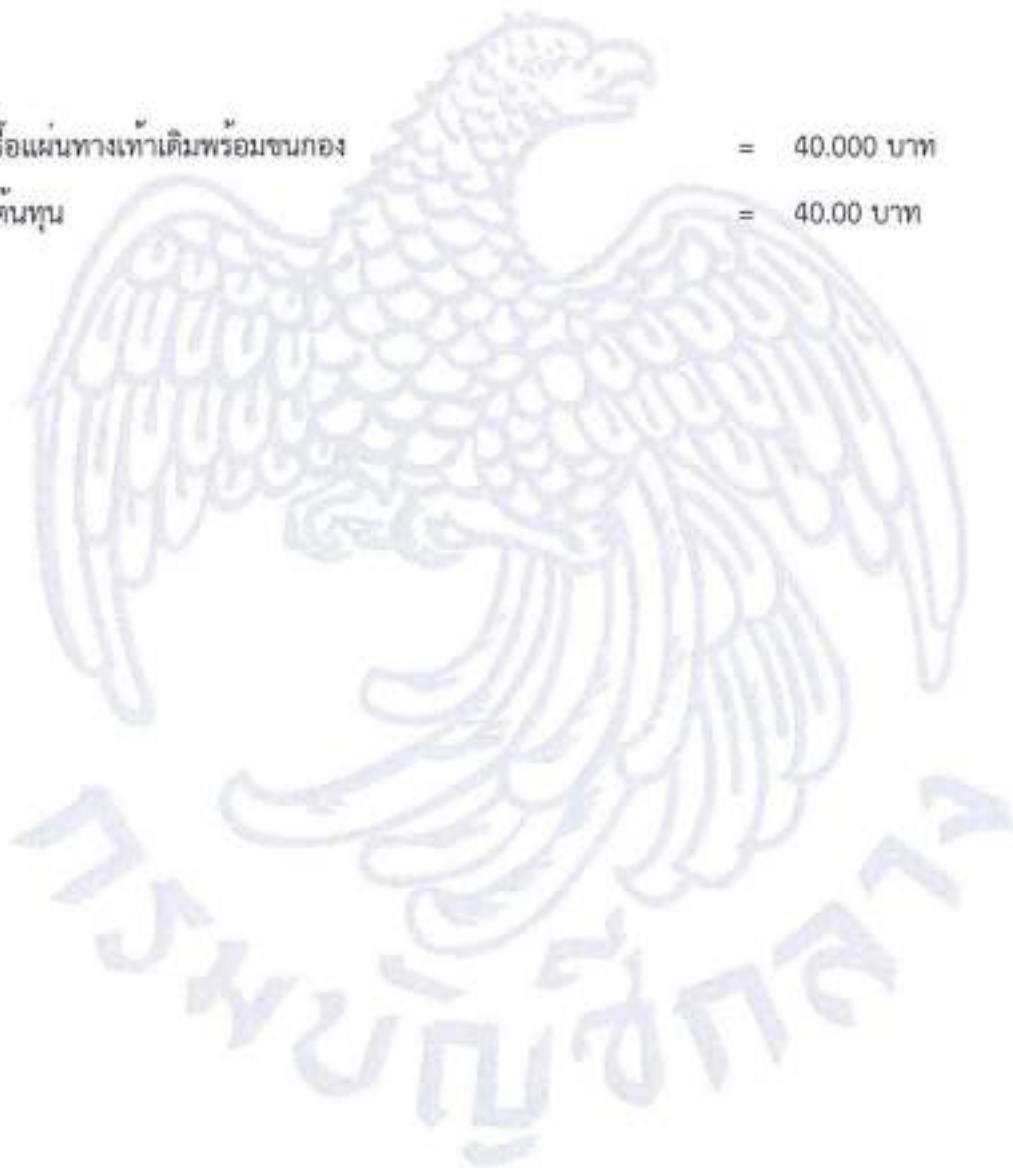 รื้อแผ่นทางเท้าเดิมพร้อมขนกอง = 40.000 บาท
ต้นทุน = 40.00 บาท
กรมบัญชีกลาง